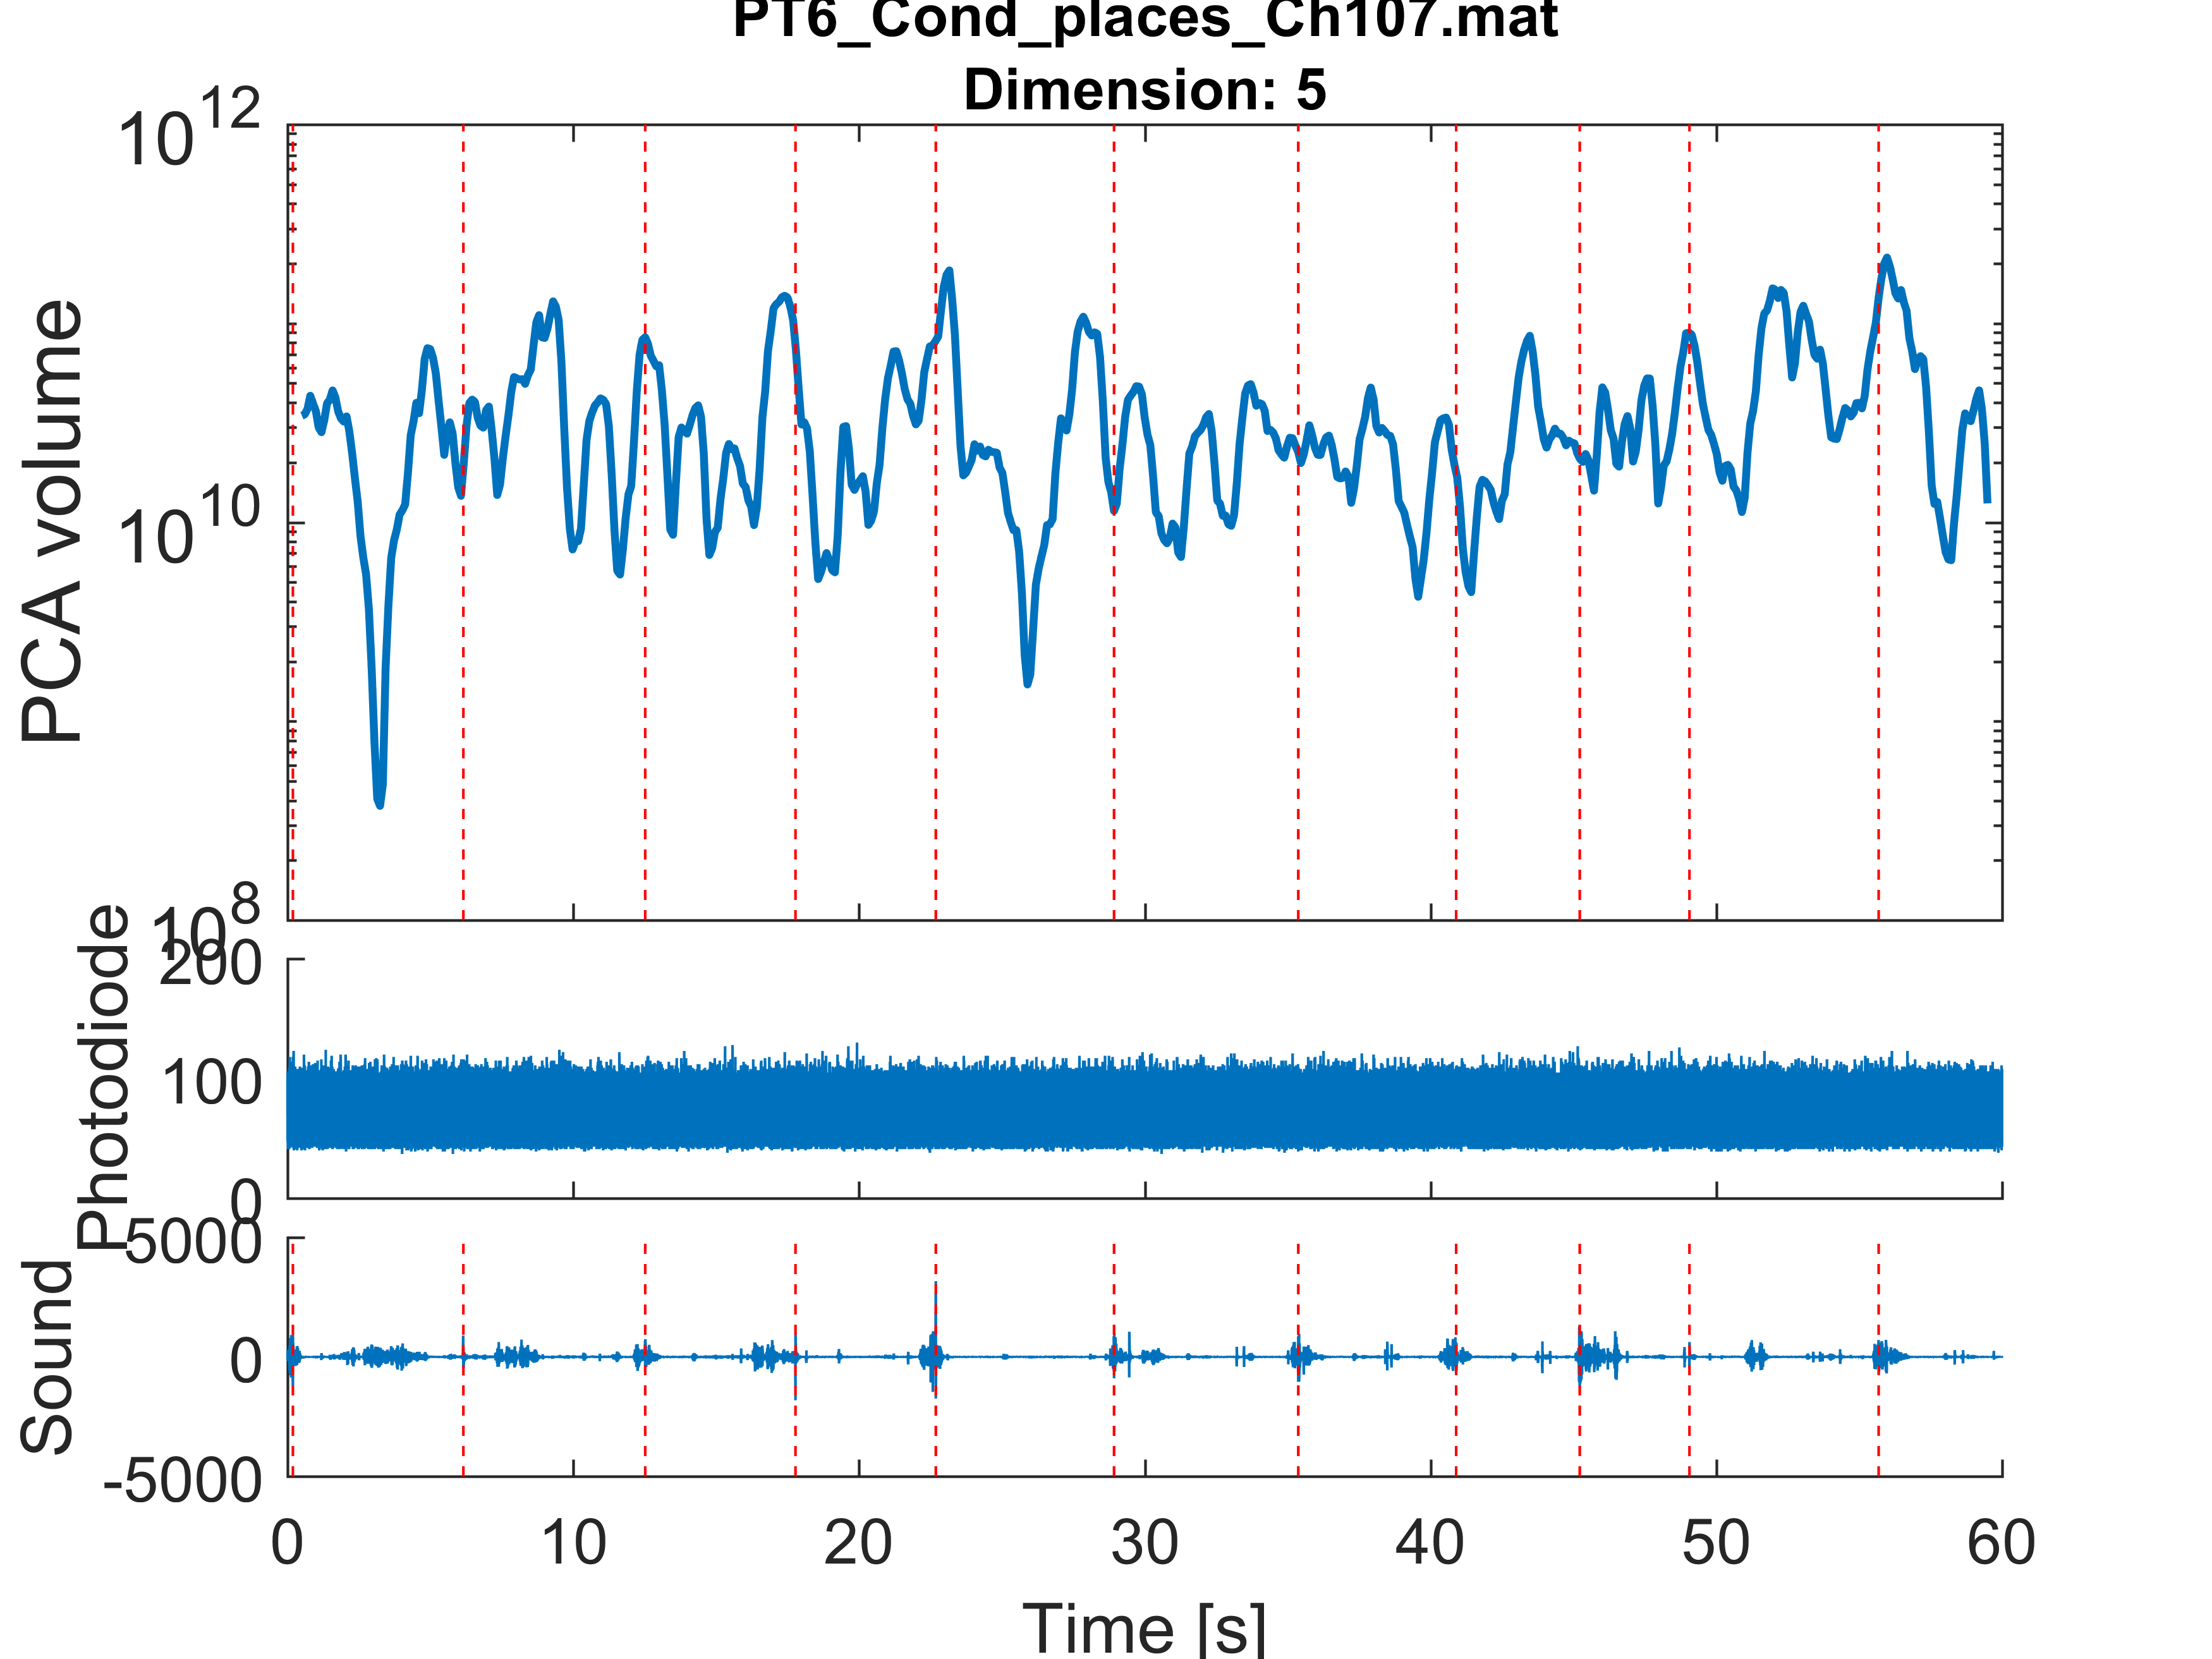 PT6_Cond_places_Ch107.mat
Dimension: 5
PCA volume
10^12
10^10
10^8
Photodiode
200
100
0
Sound
5000
0
-5000
0 10 20 30 40 50 60
Time [s]